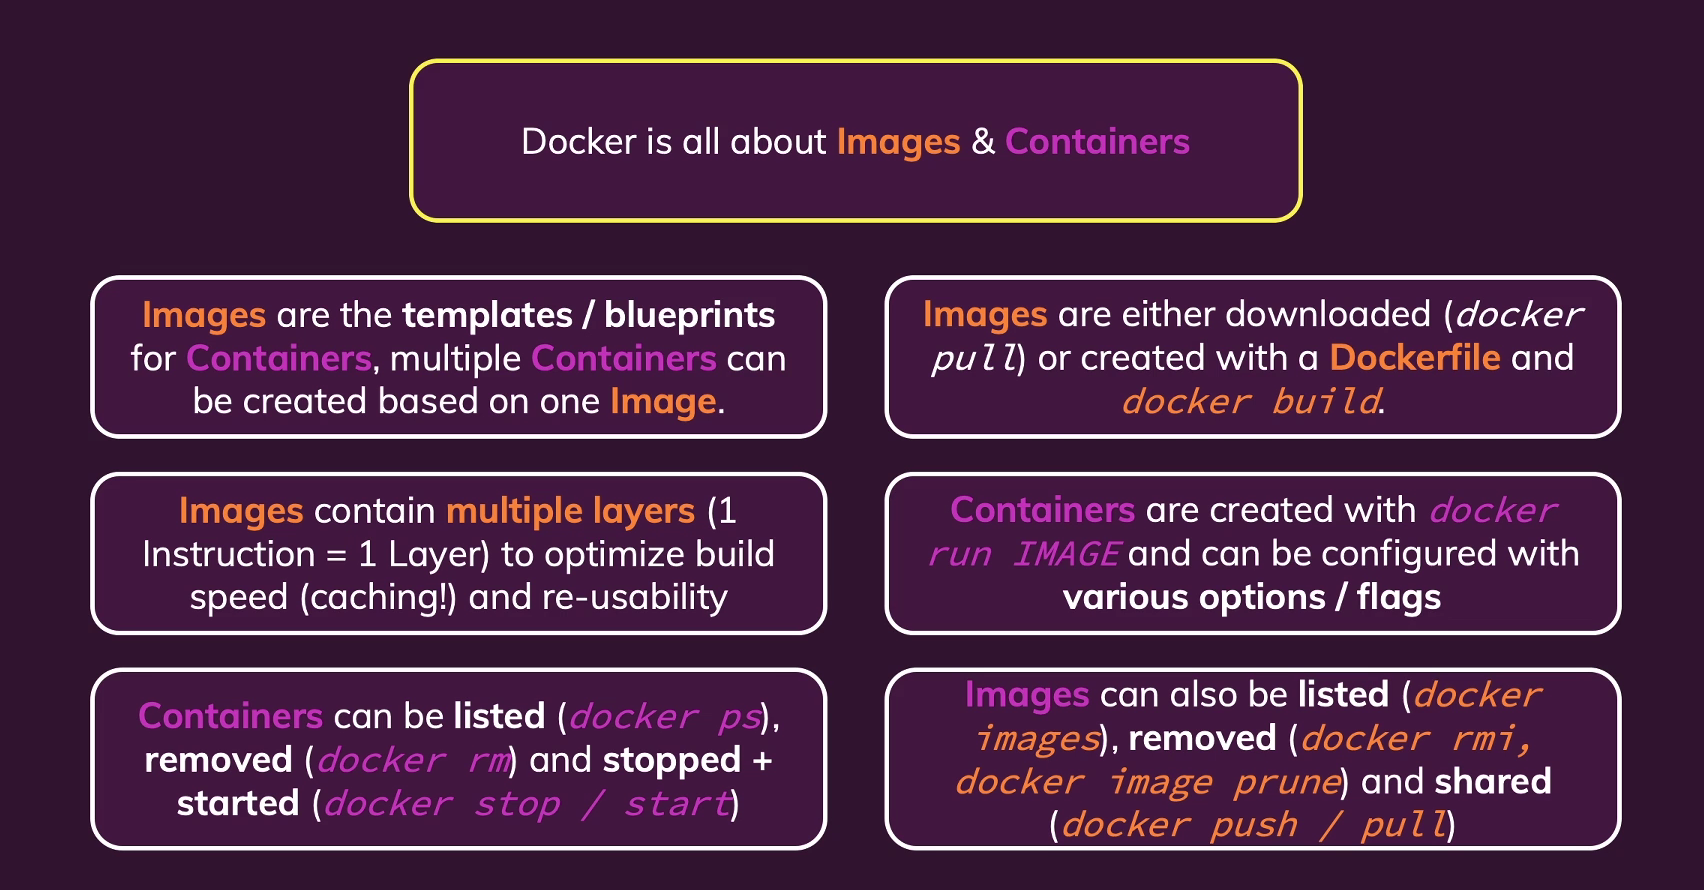 Docker is all about Images & Containers
Images are the templates / blueprints
for Containers, multiple Containers can
be created based on one Image.
Images are either downloaded (docker
pull) or created with a Dockerfile and
docker build.
Images contain multiple layers (1
Instruction = 1 Layer) to optimize build
speed (caching!) and re-usability
Containers are created with docker
run IMAGE and can be configured with
various options / flags
Containers can be listed (docker ps),
removed (docker rm) and stopped +
started (docker stop / start)
Images can also be listed (docker
images), removed (docker rmi,
docker image prune) and shared
(docker push / pull)